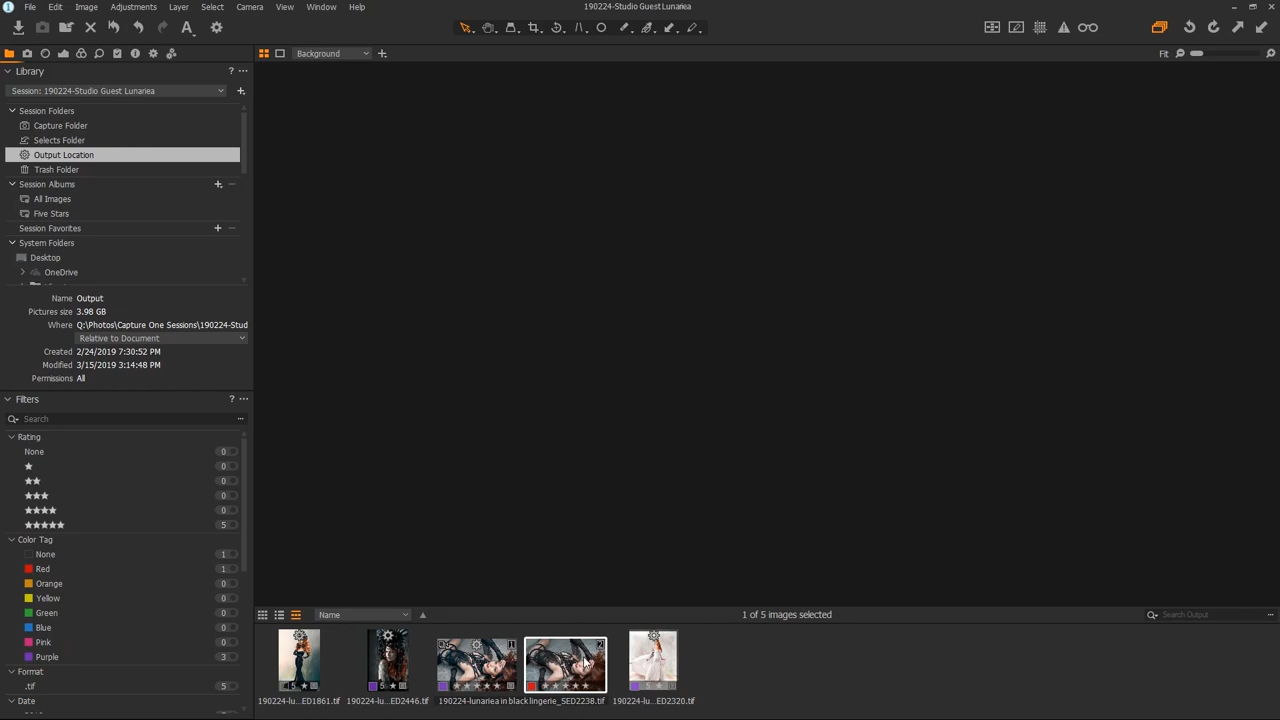 File Edit Image Adjustments Layer Select Camera View Window Help
190224-Studio Guest Lunariea
Background
Fit
Library
?
Session: 190224-Studio Guest Lunariea
Session Folders
Capture Folder
Selects Folder
Output Location
Trash Folder
Session Albums
All Images
Five Stars
Session Favorites
System Folders
Desktop
OneDrive
Name Output
Pictures size 3.98 GB
Where Q:\Photos\Capture One Sessions\190224-Stud
Relative to Document
Created 2/24/2019 7:30:52 PM
Modified 3/15/2019 3:14:48 PM
Permissions All
Filters
?
Search
Rating
None 0
★ 0
★★ 0
★★★ 0
★★★★ 0
★★★★★ 5
Color Tag
None 1
Red 1
Orange 0
Yellow 0
Green 0
Blue 0
Pink 0
Purple 3
Format
.tif 5
Date
Name
1 of 5 images selected
Search Output
190224-lu...ED1861.tif
190224-lu...ED2446.tif
190224-lunariea in black lingerie_SED2238.tif
190224-lu...ED2320.tif